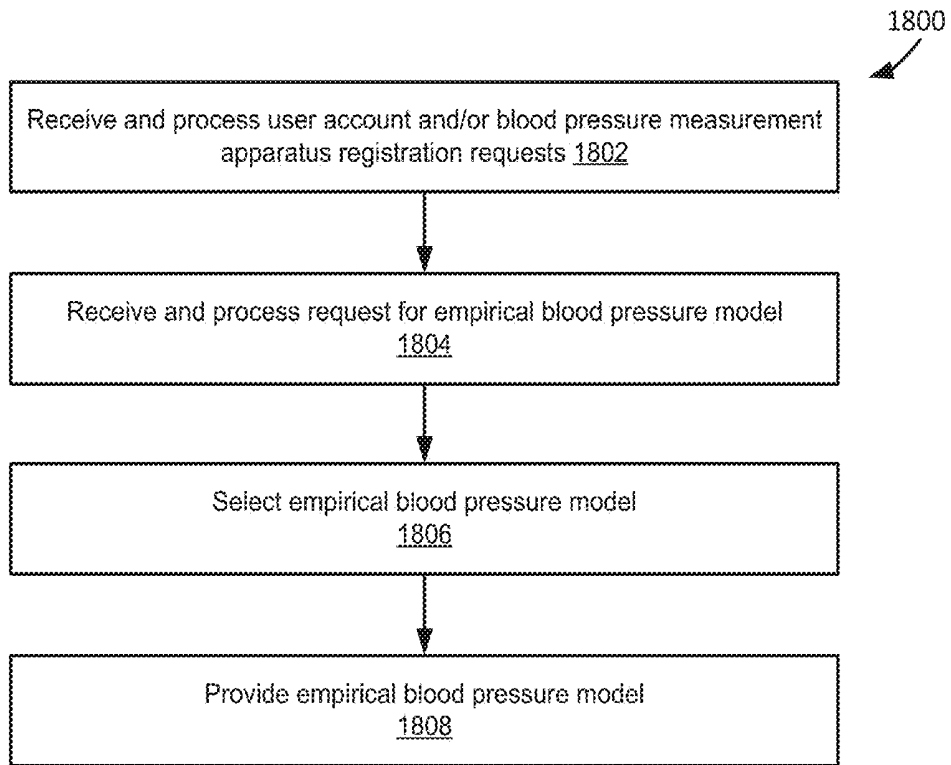 1800
Receive and process user account and/or blood pressure measurement
apparatus registration requests 1802
Receive and process request for empirical blood pressure model
1804
Select empirical blood pressure model
1806
Provide empirical blood pressure model
1808